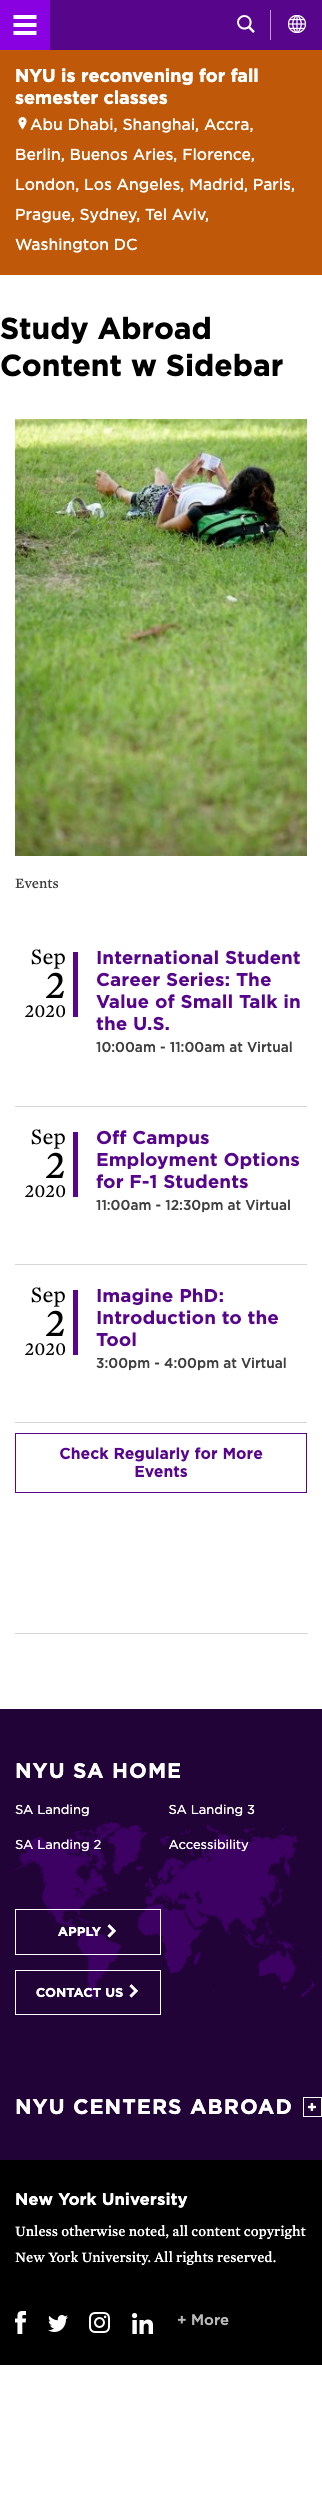 NYU is reconvening for fall
semester classes
Abu Dhabi, Shanghai, Accra,
Berlin, Buenos Aries, Florence,
London, Los Angeles, Madrid, Paris,
Prague, Sydney, Tel Aviv,
Washington DC
Study Abroad
Content w Sidebar
Events
Sep
2
2020
International Student
Career Series: The
Value of Small Talk in
the U.S.
10:00am - 11:00am at Virtual
Sep
2
2020
Off Campus
Employment Options
for F-1 Students
11:00am - 12:30pm at Virtual
Sep
2
2020
Imagine PhD:
Introduction to the
Tool
3:00pm - 4:00pm at Virtual
Check Regularly for More
Events
NYU SA HOME
SA Landing
SA Landing 3
SA Landing 2
Accessibility
APPLY
CONTACT US
NYU CENTERS ABROAD +
New York University
Unless otherwise noted, all content copyright
New York University. All rights reserved.
+ More